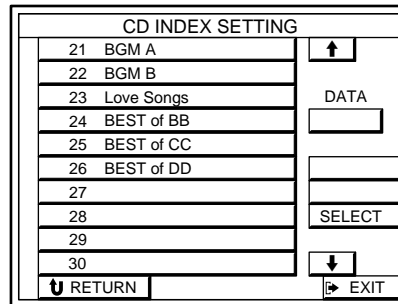 CD INDEX SETTING
21 BGM A
22 BGM B
23 Love Songs
24 BEST of BB
25 BEST of CC
26 BEST of DD
27
28
29
30
DATA
SELECT
RETURN
EXIT